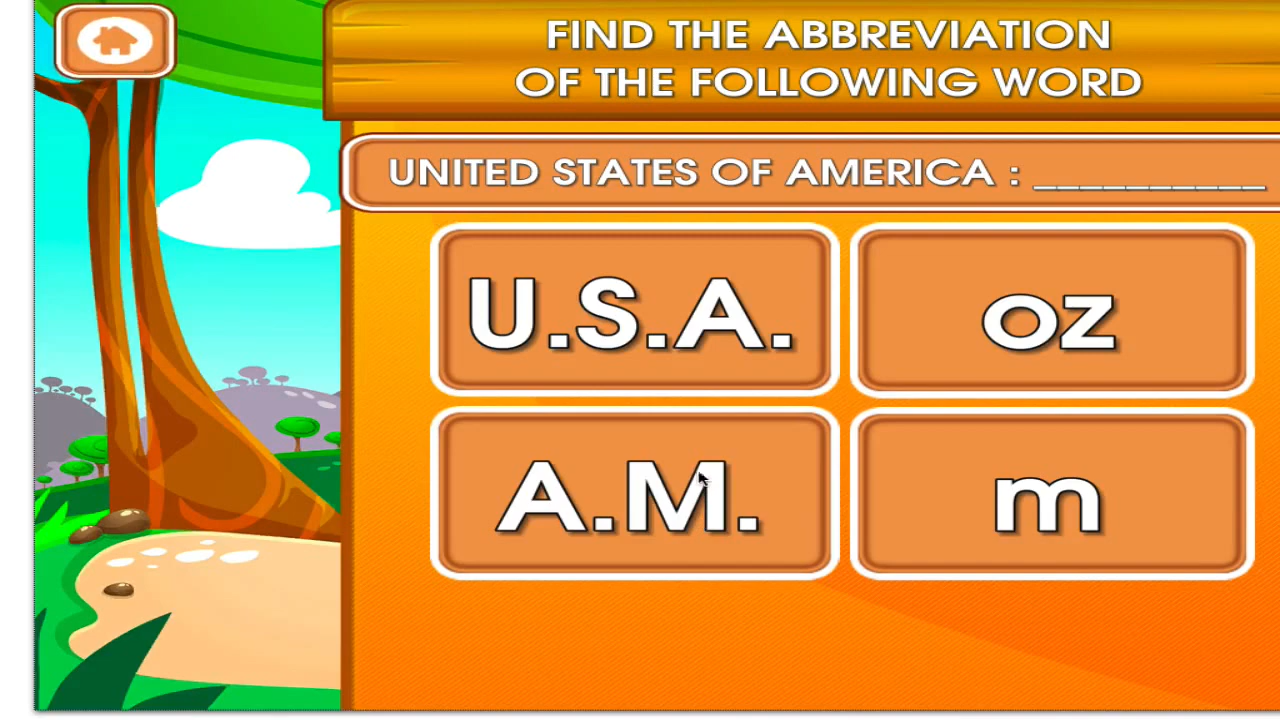 FIND THE ABBREVIATION
OF THE FOLLOWING WORD
UNITED STATES OF AMERICA : __________
U.S.A.
oz
A.M.
m